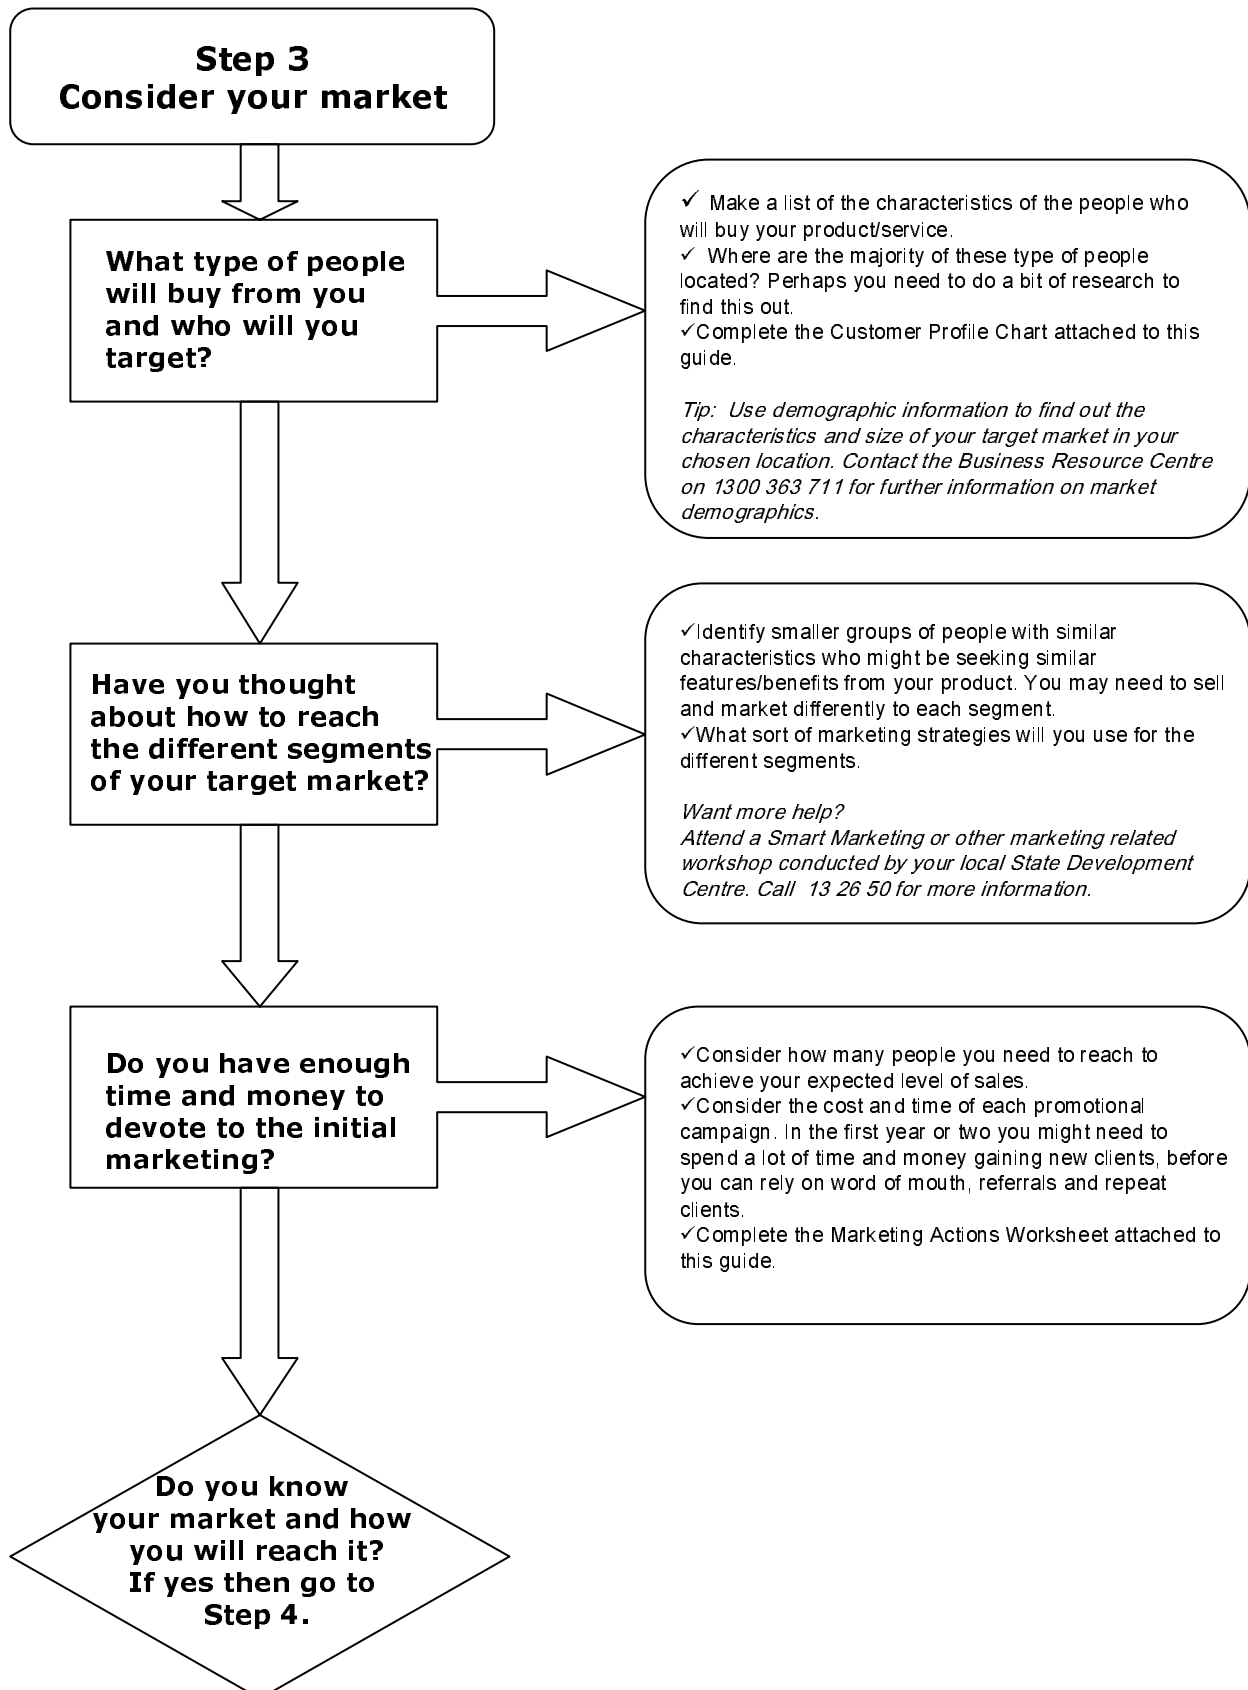 Step 3
Consider your market
What type of people
will buy from you
and who will you
target?
✓ Make a list of the characteristics of the people who
will buy your product/service.
✓ Where are the majority of these type of people
located? Perhaps you need to do a bit of research to
find this out.
✓Complete the Customer Profile Chart attached to this
guide.
Tip: Use demographic information to find out the
characteristics and size of your target market in your
chosen location. Contact the Business Resource Centre
on 1300 363 711 for further information on market
demographics.
Have you thought
about how to reach
the different segments
of your target market?
✓Identify smaller groups of people with similar
characteristics who might be seeking similar
features/benefits from your product. You may need to sell
and market differently to each segment.
✓What sort of marketing strategies will you use for the
different segments.
Want more help?
Attend a Smart Marketing or other marketing related
workshop conducted by your local State Development
Centre. Call 13 26 50 for more information.
Do you have enough
time and money to
devote to the initial
marketing?
✓Consider how many people you need to reach to
achieve your expected level of sales.
✓Consider the cost and time of each promotional
campaign. In the first year or two you might need to
spend a lot of time and money gaining new clients, before
you can rely on word of mouth, referrals and repeat
clients.
✓Complete the Marketing Actions Worksheet attached to
this guide.
Do you know
your market and how
you will reach it?
If yes then go to
Step 4.